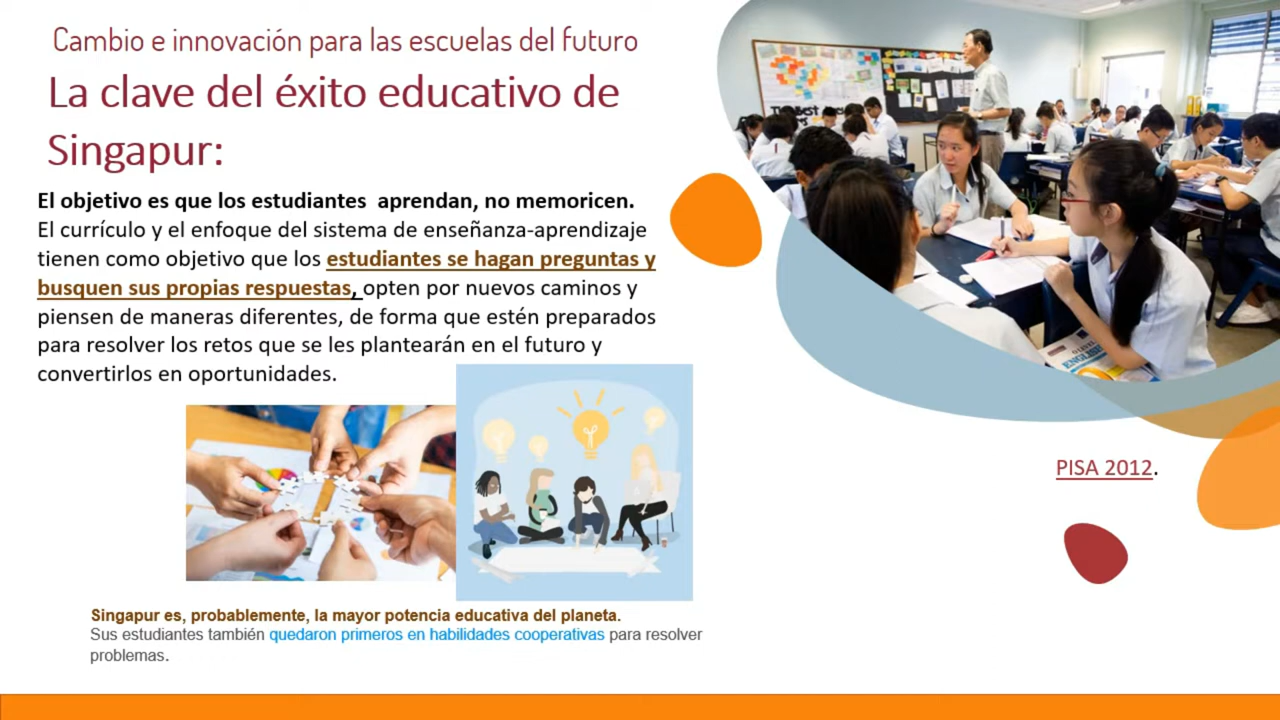 Cambio e innovación para las escuelas del futuro
La clave del éxito educativo de
Singapur:
El objetivo es que los estudiantes aprendan, no memoricen.
El currículo y el enfoque del sistema de enseñanza-aprendizaje
tienen como objetivo que los estudiantes se hagan preguntas y
busquen sus propias respuestas, opten por nuevos caminos y
piensen de maneras diferentes, de forma que estén preparados
para resolver los retos que se les plantearán en el futuro y
convertirlos en oportunidades.
PISA 2012.
Singapur es, probablemente, la mayor potencia educativa del planeta.
Sus estudiantes también quedaron primeros en habilidades cooperativas para resolver
problemas.
ENGLISH